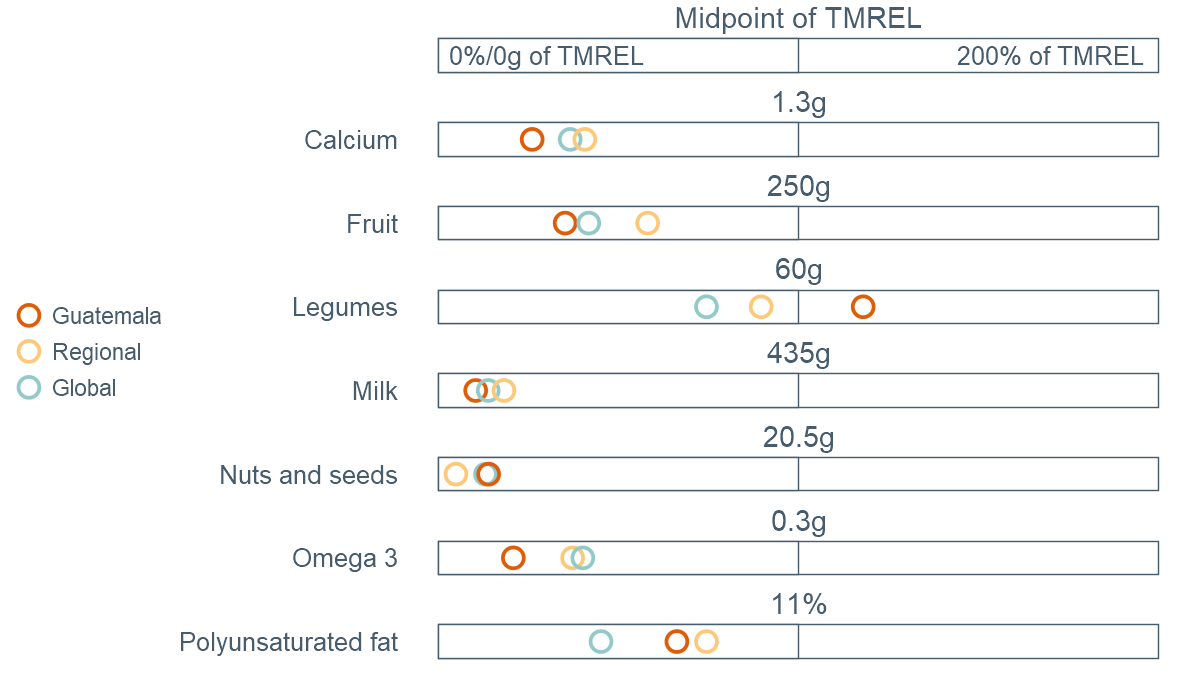 Midpoint of TMREL
0%/0g of TMREL 200% of TMREL
1.3g
Calcium
250g
Fruit
60g
Legumes
435g
Milk
20.5g
Nuts and seeds
0.3g
Omega 3
11%
Polyunsaturated fat
Guatemala
Regional
Global